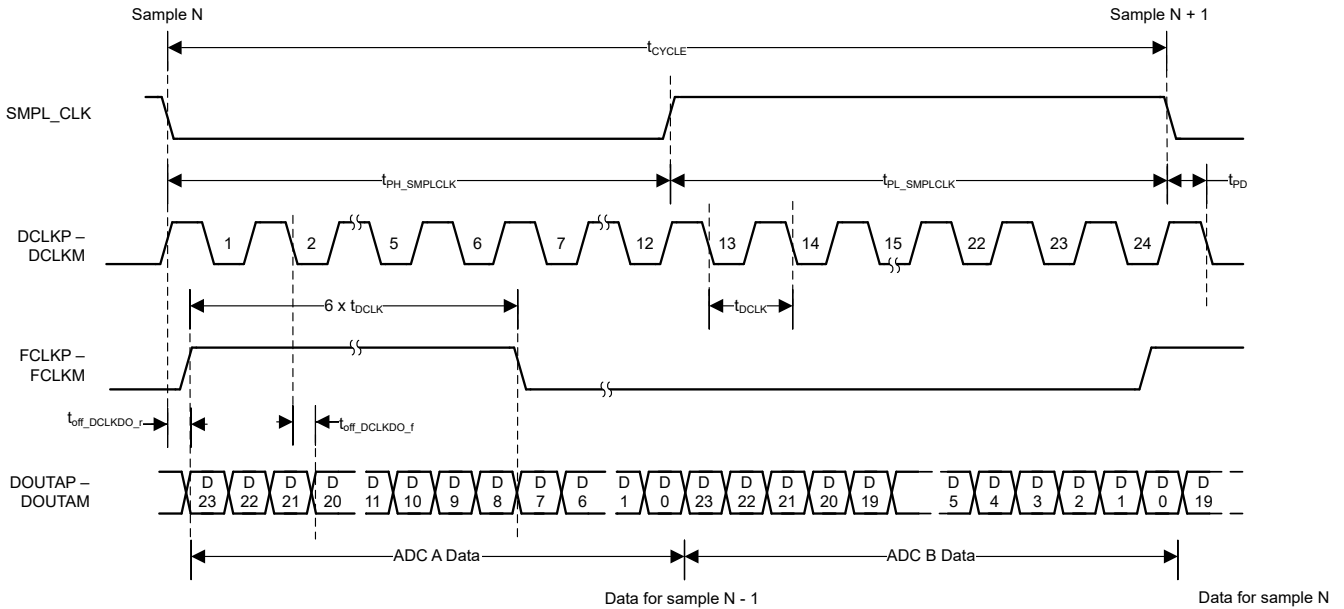 Sample N
Sample N + 1
tCYCLE
SMPL_CLK
tPH_SMPLCLK
tPL_SMPLCLK
tPD
DCLKP –
DCLKM
1 2 5 6 7 12 13 14 15 22 23 24
6 x tDCLK
tDCLK
FCLKP –
FCLKM
toff_DCLKDO_r
toff_DCLKDO_f
DOUTAP –
DOUTAM
D D D D D D D D D D D D D D D D D D D D D D D D D
23 22 21 20 11 10 9 8 7 6 1 0 23 22 21 20 19 5 4 3 2 1 0 19
ADC A Data
ADC B Data
Data for sample N - 1
Data for sample N